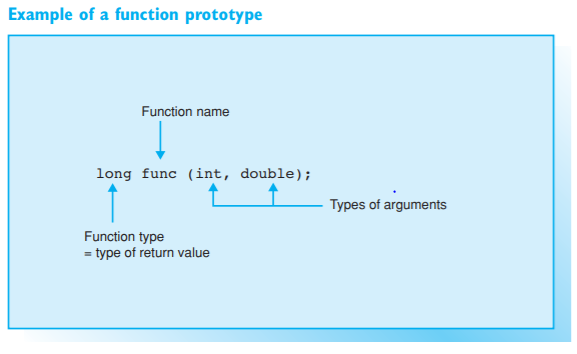 Example of a function prototype
Function name
long func (int, double);
Types of arguments
Function type
= type of return value